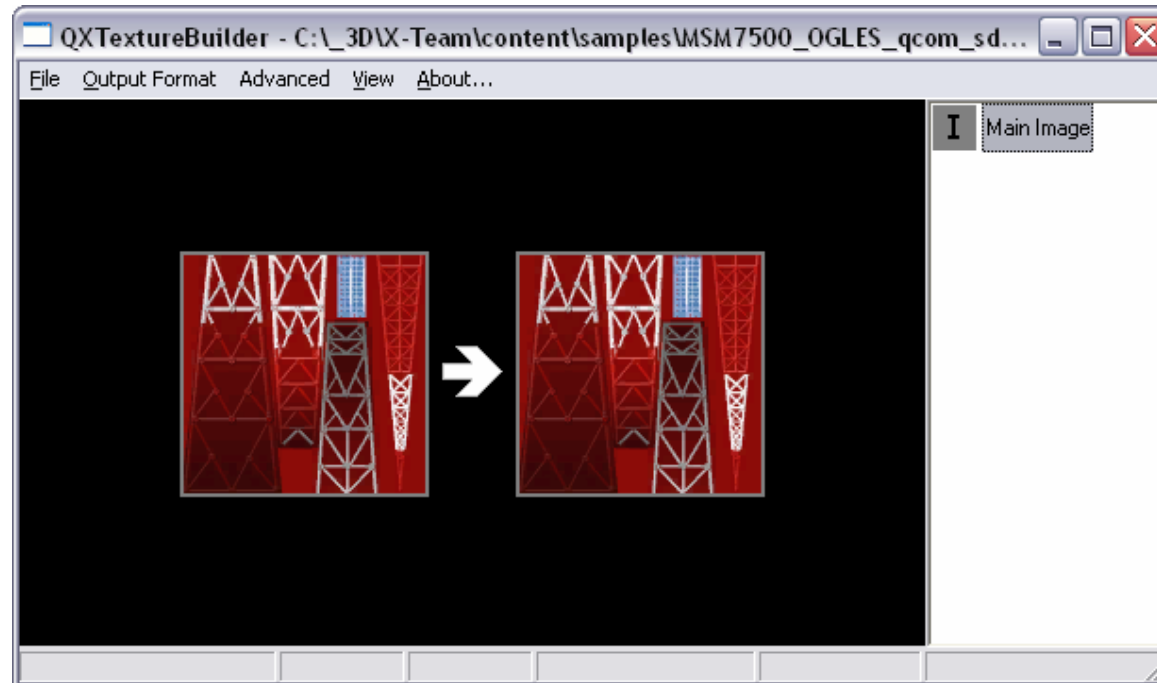 QXTextureBuilder - C:\_3D\X-Team\content\samples\MSM7500_OGLES_qcom_sd...
File Output Format Advanced View About...
I Main Image